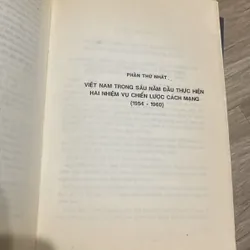 PHẦN THỨ NHẤT
VIỆT NAM TRONG SÁU NĂM ĐẦU THỰC HIỆN
HAI NHIỆM VỤ CHIẾN LƯỢC CÁCH MẠNG
(1954 - 1960)